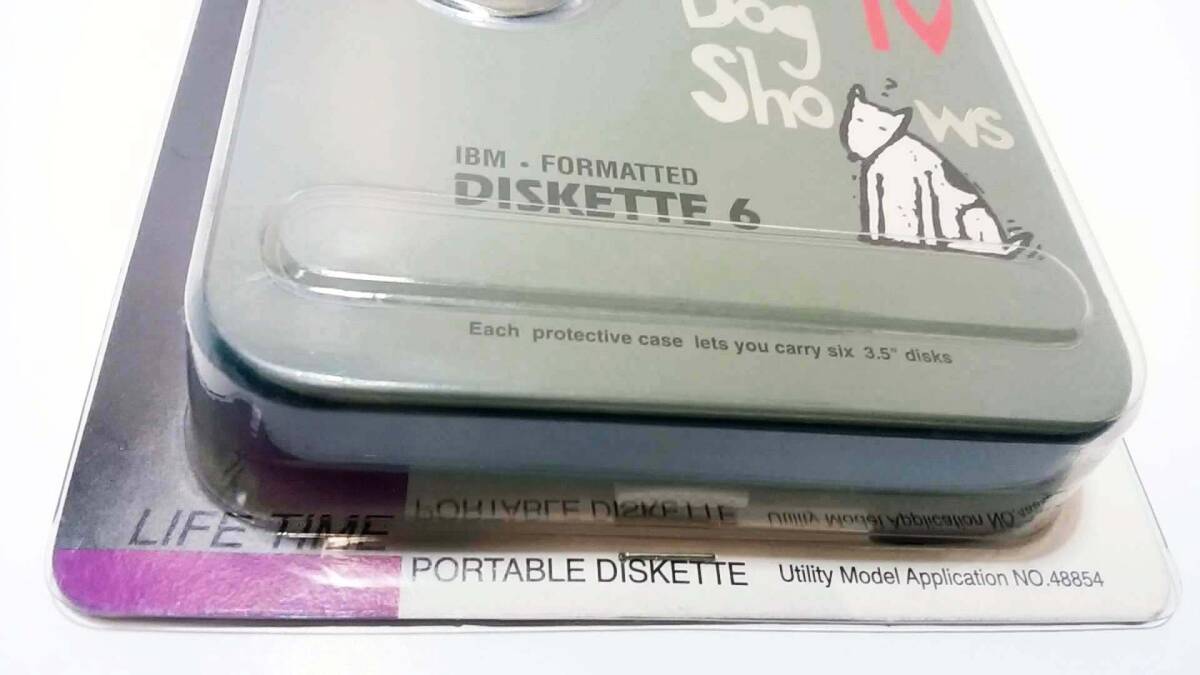 Dog
Shows
?
IBM - FORMATTED
DISKETTE 6
Each protective case lets you carry six 3.5" disks
LIFE TIME
PORTABLE DISKETTE Utility Model Application NO.48854